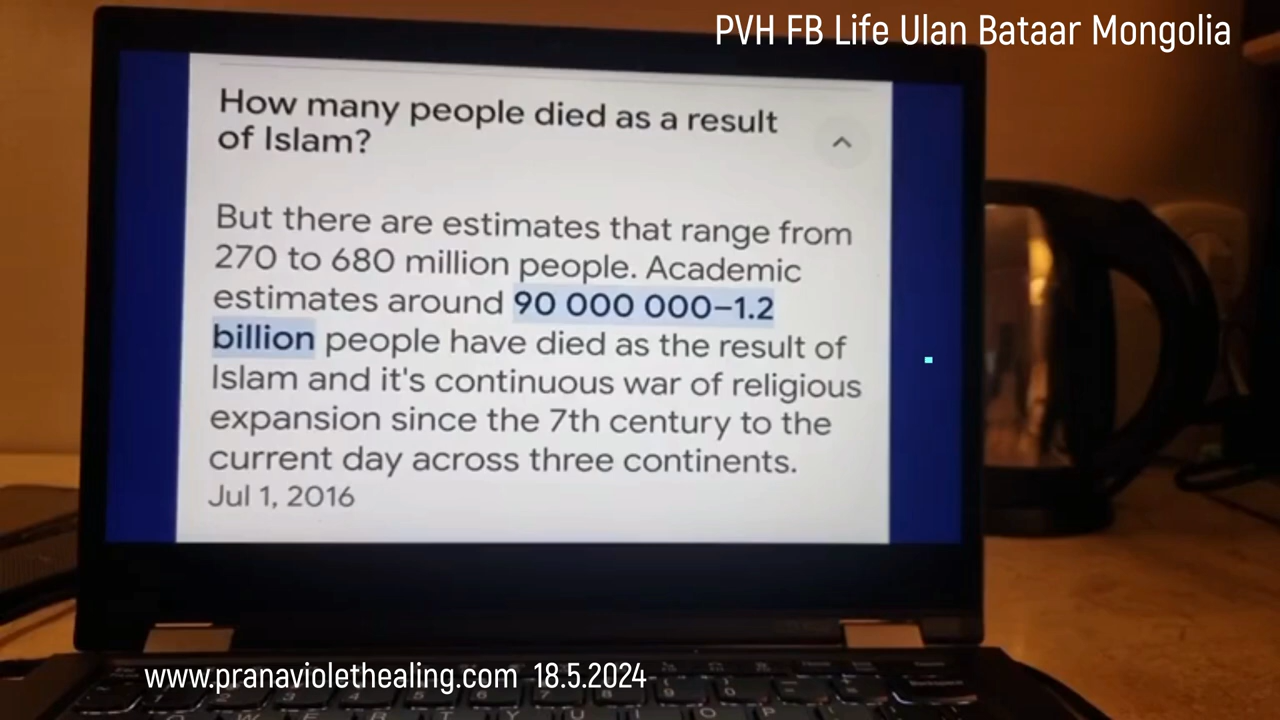 PVH FB Life Ulan Bataar Mongolia
How many people died as a result
of Islam?
But there are estimates that range from
270 to 680 million people. Academic
estimates around 90 000 000–1.2
billion people have died as the result of
Islam and it's continuous war of religious
expansion since the 7th century to the
current day across three continents.
Jul 1, 2016
www.pranaviolethealing.com 18.5.2024